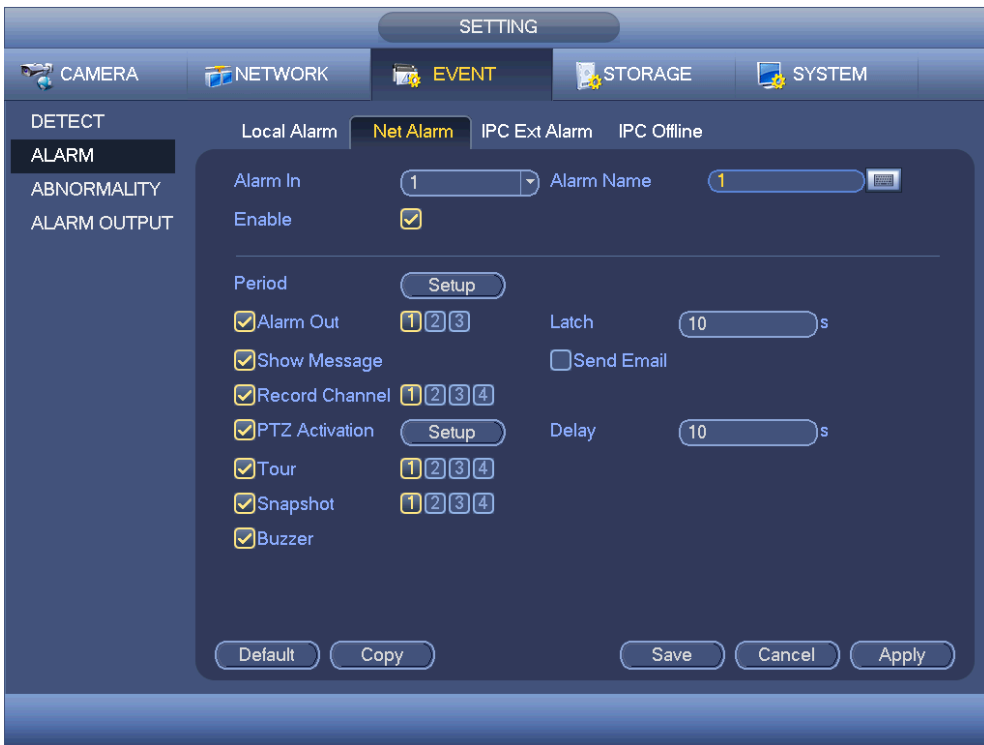 SETTING
CAMERA NETWORK EVENT STORAGE SYSTEM
DETECT
ALARM
ABNORMALITY
ALARM OUTPUT
Local Alarm Net Alarm IPC Ext Alarm IPC Offline
Alarm In 1 Alarm Name 1
Enable
Period Setup
Alarm Out 1 2 3 Latch 10 s
Show Message Send Email
Record Channel 1 2 3 4
PTZ Activation Setup Delay 10 s
Tour 1 2 3 4
Snapshot 1 2 3 4
Buzzer
Default Copy Save Cancel Apply